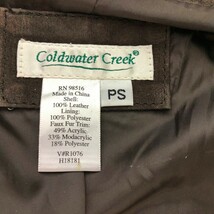 Coldwater Creek®
PS
RN 98516
Made in China
Shell:
100% Leather
Lining:
100% Polyester
Faux Fur Trim:
49% Acrylic
33% Modacrylic
18% Polyester
V#R1076
H18181